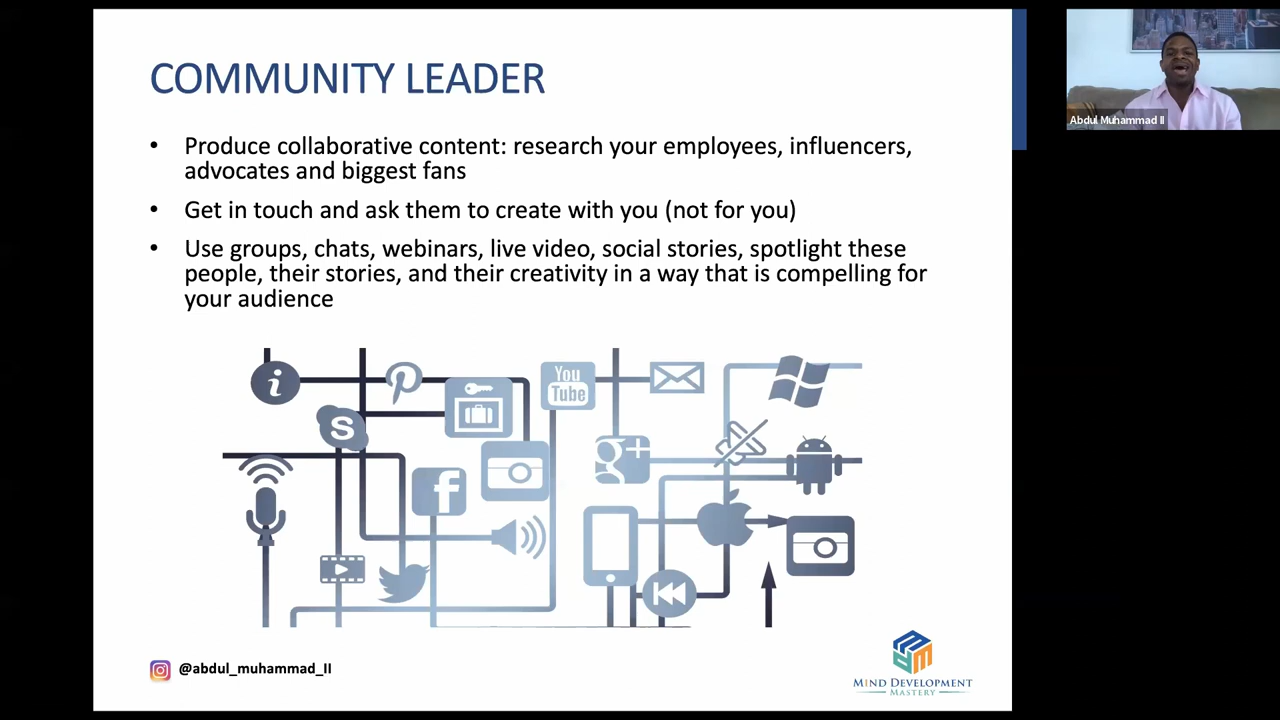 COMMUNITY LEADER
Abdul Muhammad II
• Produce collaborative content: research your employees, influencers,
advocates and biggest fans
• Get in touch and ask them to create with you (not for you)
• Use groups, chats, webinars, live video, social stories, spotlight these
people, their stories, and their creativity in a way that is compelling for
your audience
i
You
Tube
S
g+
f
@abdul_muhammad_II
MIND DEVELOPMENT
MASTERY